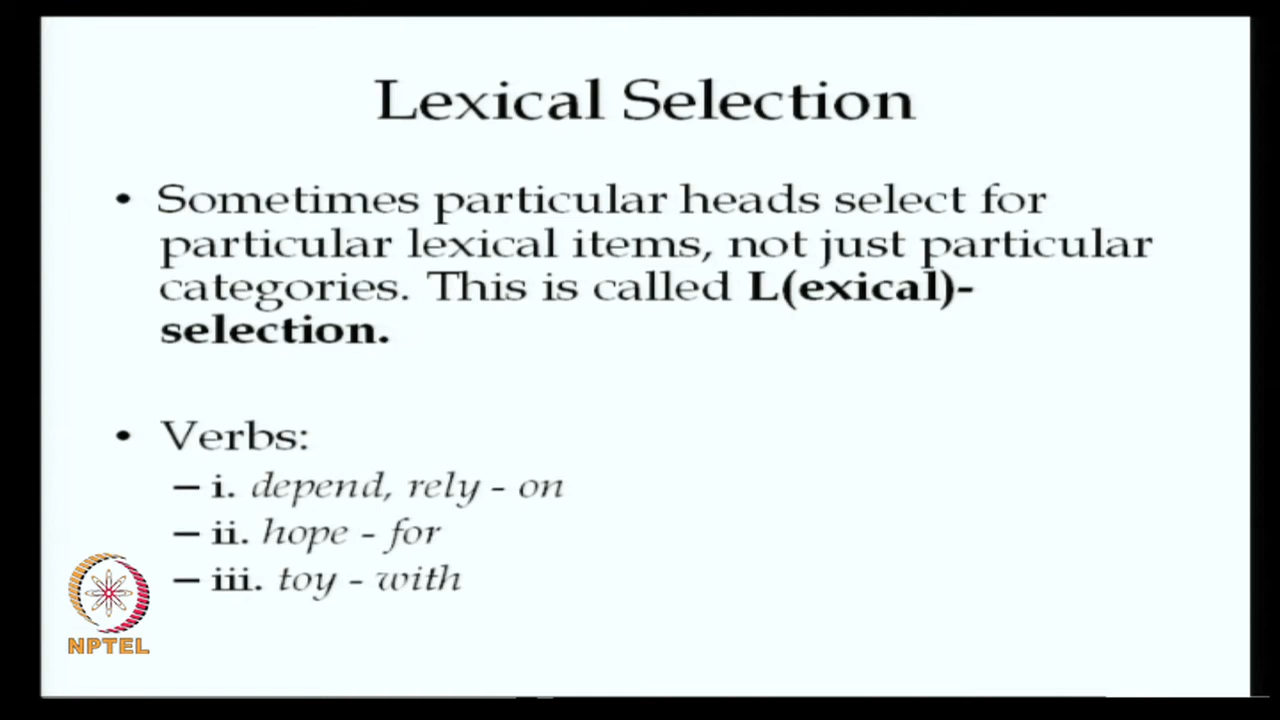 Lexical Selection
• Sometimes particular heads select for
particular lexical items, not just particular
categories. This is called L(exical)-
selection.
• Verbs:
– i. depend, rely - on
– ii. hope - for
– iii. toy - with
NPTEL